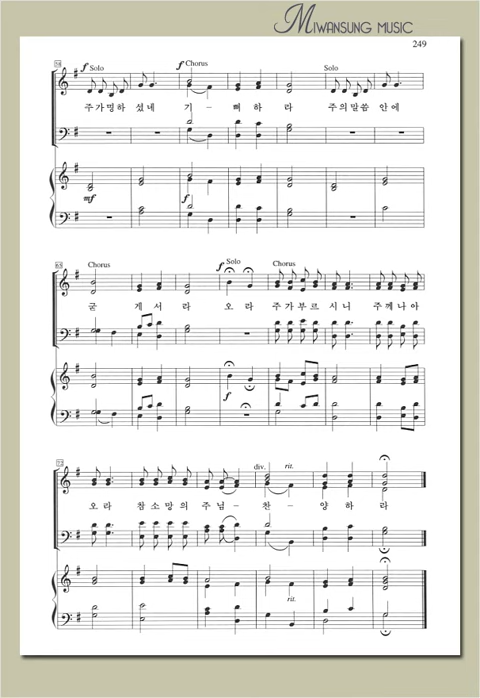 MIWANSUNG MUSIC
249
58
f Solo f Chorus Solo
주가명하 셨네 기 – 뻐 하 라 주의말씀 안에
mf f
65
Chorus f Solo Chorus
굳 게 서 라 오 라 주가부르시니 주께나아
f
72
div. rit.
오라 참소망의 주님 – 찬 – 양 하 라
rit.